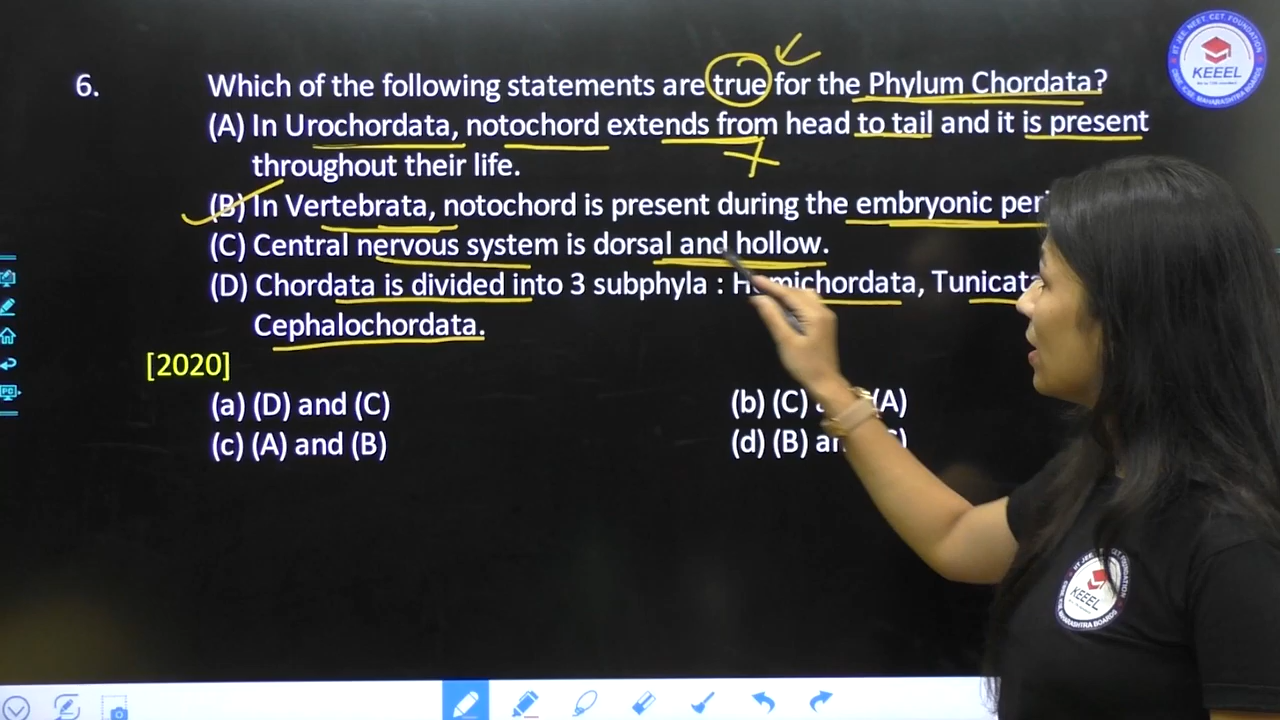 KEEEL
6. Which of the following statements are true for the Phylum Chordata?
(A) In Urochordata, notochord extends from head to tail and it is present
throughout their life.
(B) In Vertebrata, notochord is present during the embryonic
(C) Central nervous system is dorsal and hollow.
(D) Chordata is divided into 3 subphyla : Hemichordata,
Cephalochordata.
[2020]
(a) (D) and (C) (b) (C) (A)
(c) (A) and (B) (d) (B)
KEEEL